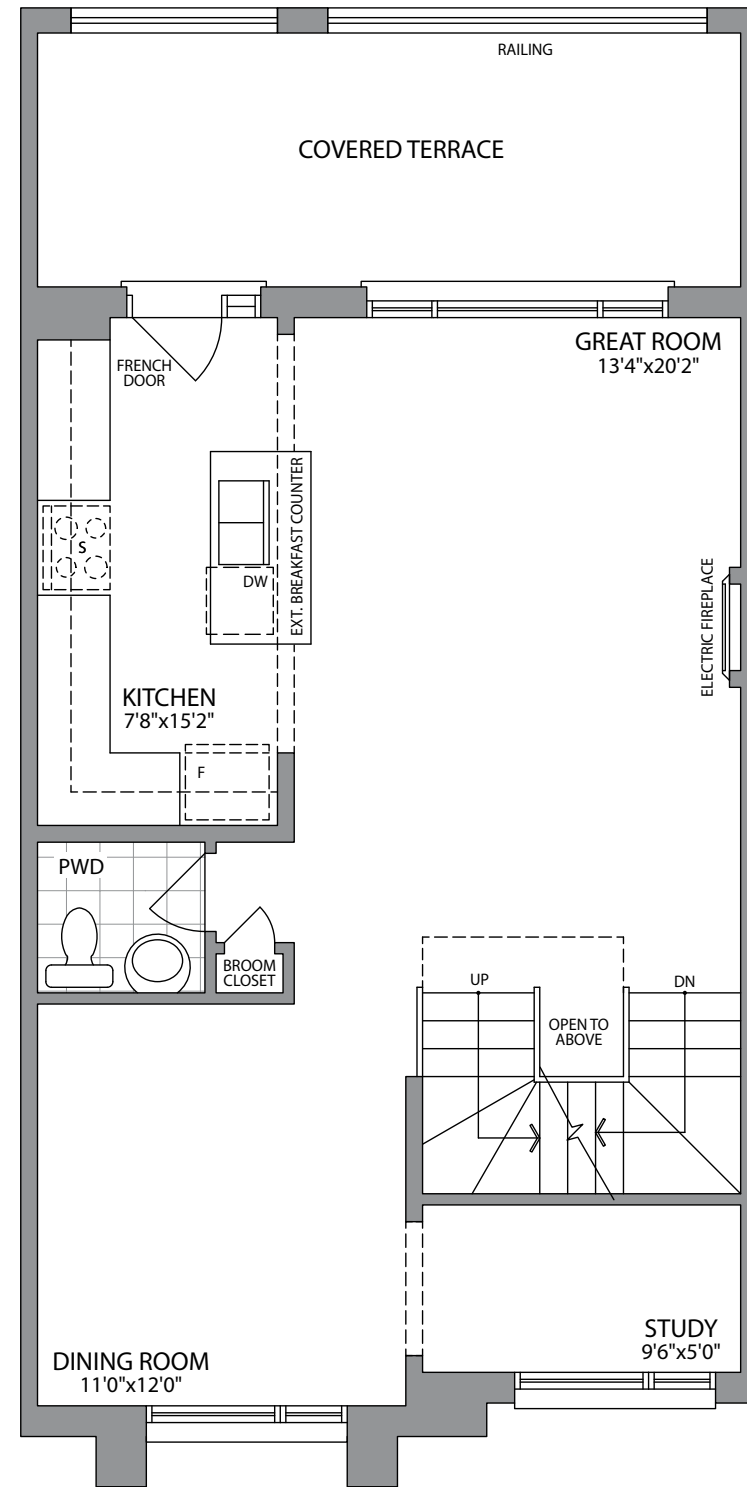 RAILING
COVERED TERRACE
FRENCH
DOOR
GREAT ROOM
13'4"x20'2"
EXT. BREAKFAST COUNTER
S
DW
ELECTRIC FIREPLACE
KITCHEN
7'8"x15'2"
F
PWD
BROOM
CLOSET
UP
DN
OPEN TO
ABOVE
STUDY
9'6"x5'0"
DINING ROOM
11'0"x12'0"